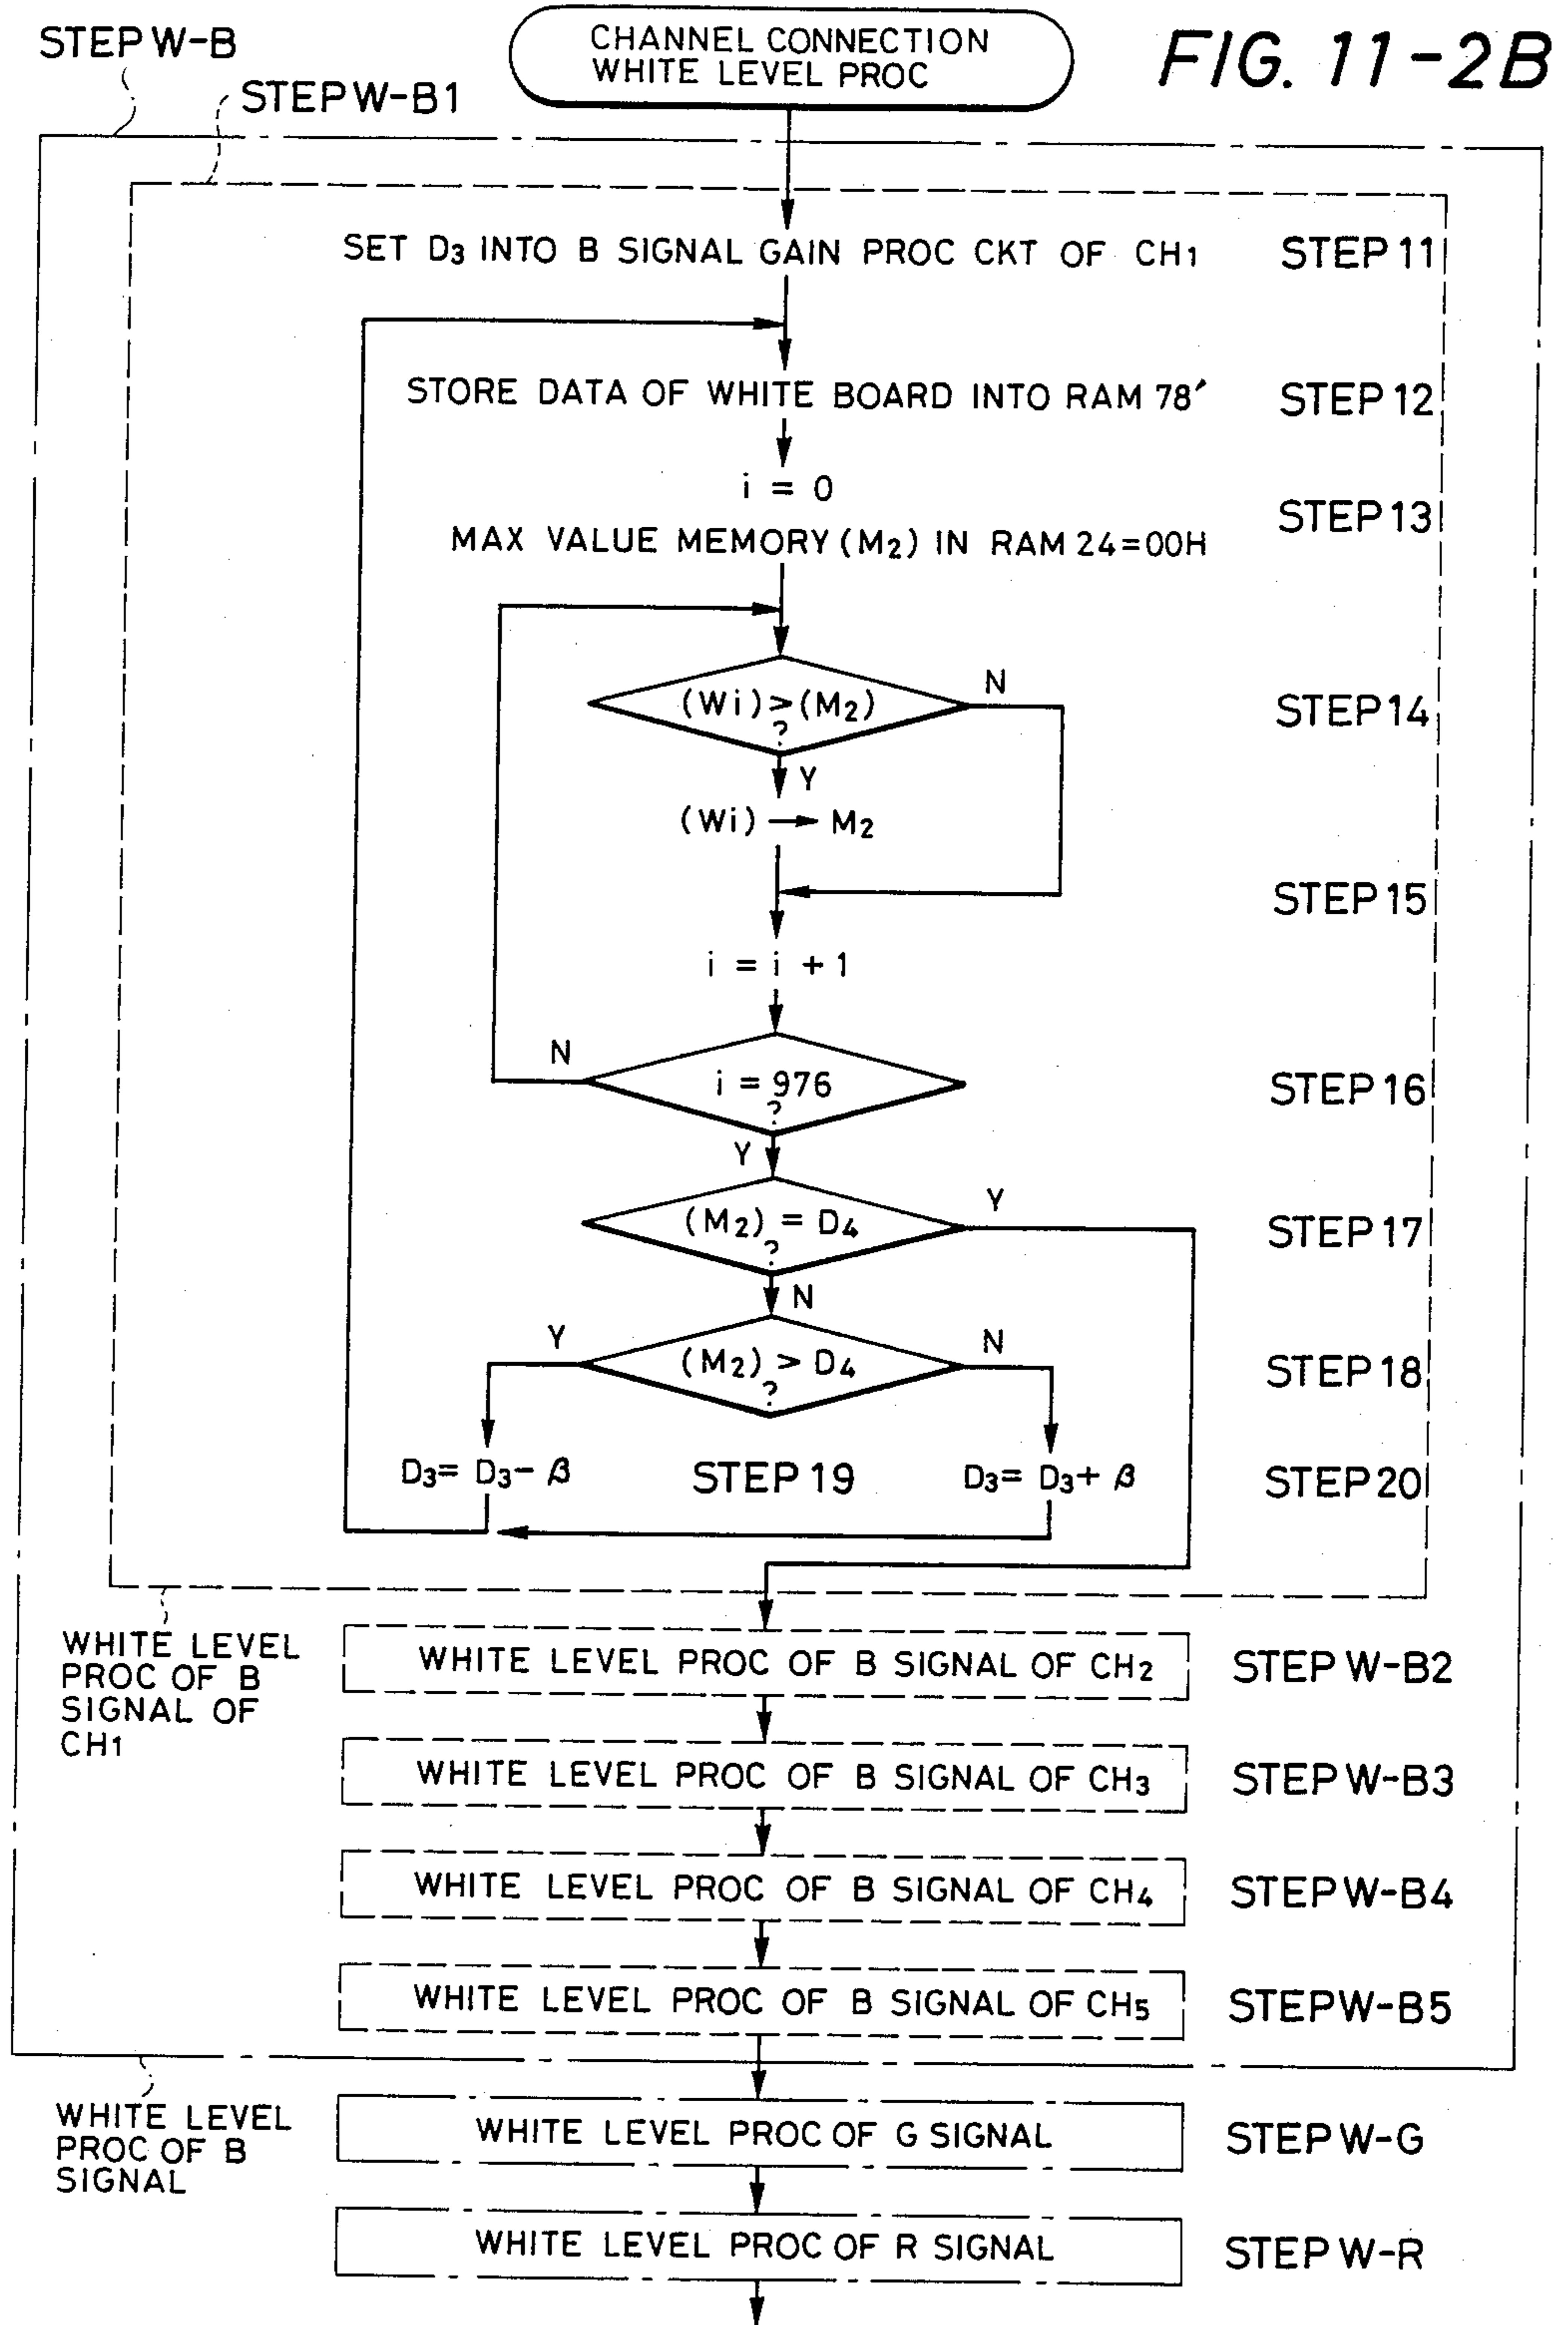 STEP W-B
CHANNEL CONNECTION
WHITE LEVEL PROC
FIG. 11-2B
STEP W-B1
SET D3 INTO B SIGNAL GAIN PROC CKT OF CH1
STEP 11
STORE DATA OF WHITE BOARD INTO RAM 78′
STEP 12
i = 0
MAX VALUE MEMORY (M2) IN RAM 24=00H
STEP 13
(Wi)>(M2)
?
N
STEP 14
Y
(Wi) → M2
STEP 15
i = i + 1
N
i = 976
?
STEP 16
Y
(M2) = D4
?
Y
STEP 17
N
Y
(M2) > D4
?
N
STEP 18
D3= D3- β
STEP 19
D3= D3+ β
STEP 20
WHITE LEVEL
PROC OF B
SIGNAL OF
CH1
WHITE LEVEL PROC OF B SIGNAL OF CH2
STEP W-B2
WHITE LEVEL PROC OF B SIGNAL OF CH3
STEP W-B3
WHITE LEVEL PROC OF B SIGNAL OF CH4
STEP W-B4
WHITE LEVEL PROC OF B SIGNAL OF CH5
STEP W-B5
WHITE LEVEL
PROC OF B
SIGNAL
WHITE LEVEL PROC OF G SIGNAL
STEP W-G
WHITE LEVEL PROC OF R SIGNAL
STEP W-R